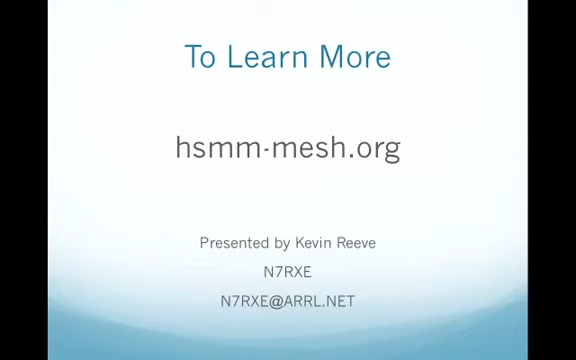 To Learn More
hsmm-mesh.org
Presented by Kevin Reeve
N7RXE
N7RXE@ARRL.NET